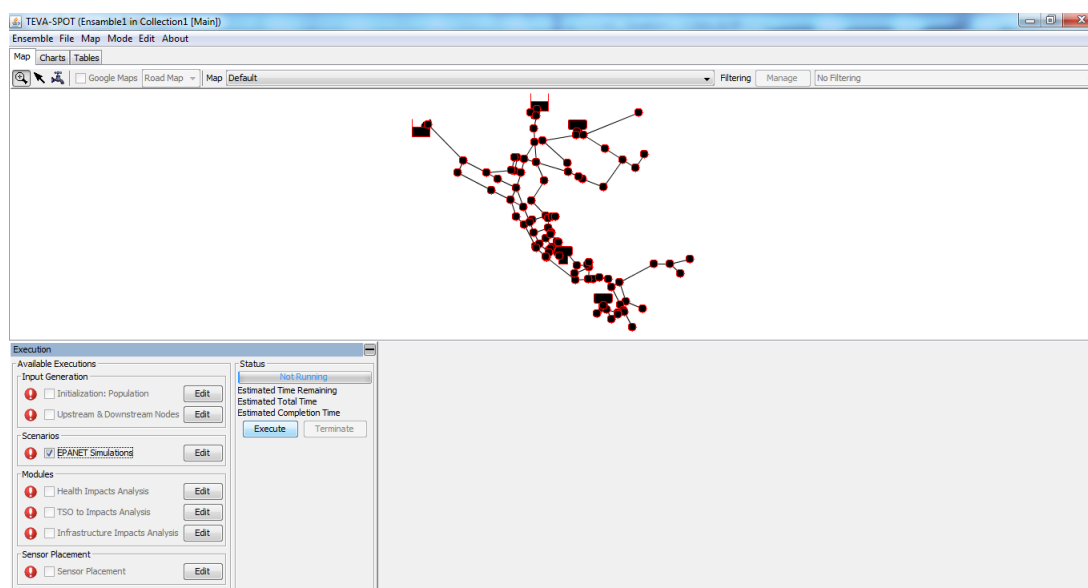 TEVA-SPOT (Ensamble1 in Collection1 [Main])
Ensemble File Map Mode Edit About
Map Charts Tables
Google Maps Road Map Map Default Filtering Manage No Filtering
Execution
Available Executions
Input Generation
Initialization: Population Edit
Upstream & Downstream Nodes Edit
Scenarios
EPANET Simulations Edit
Modules
Health Impacts Analysis Edit
TSO to Impacts Analysis Edit
Infrastructure Impacts Analysis Edit
Sensor Placement
Sensor Placement Edit
Status
Not Running
Estimated Time Remaining
Estimated Total Time
Estimated Completion Time
Execute Terminate